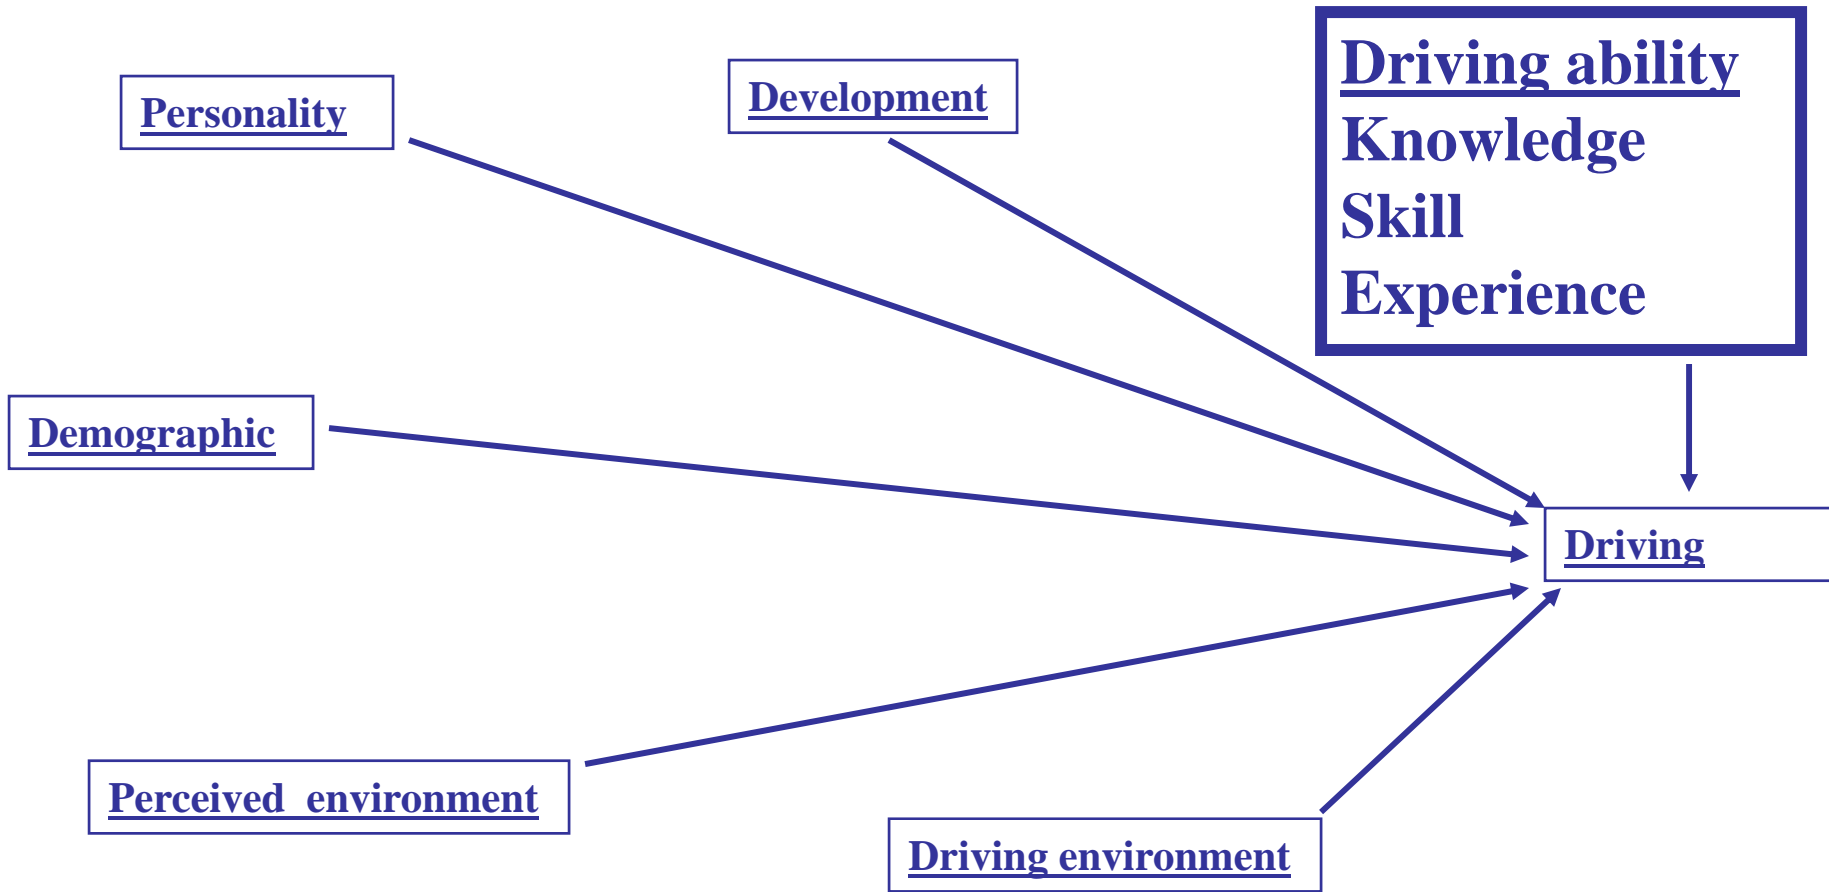 Driving ability
Knowledge
Skill
Experience
Personality
Development
Demographic
Driving
Perceived  environment
Driving environment